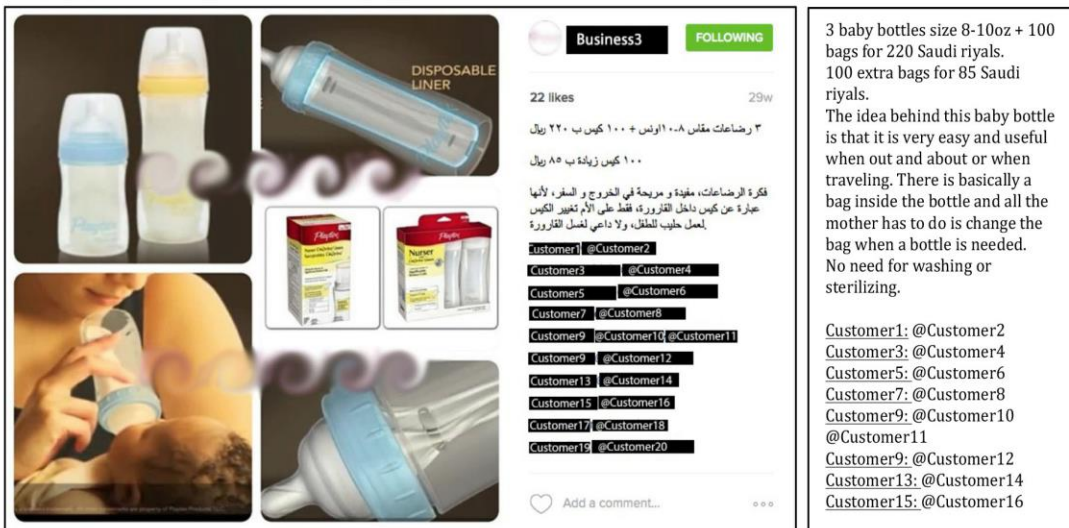 DISPOSABLE
LINER
Playtex
Nurser
Business3
FOLLOWING
22 likes
29w
٣ رضاعات مقاس ٨-١٠اونس + ١٠٠ كيس ب ٢٢٠ ريال
١٠٠ كيس زيادة ب ٨٥ ريال
فكرة الرضاعات، مفيدة و مريحة في الخروج و السفر، لأنها
عبارة عن كيس داخل القارورة، فقط على الأم تغيير الكيس
لعمل حليب للطفل، ولا داعي لغسل القارورة.
Customer1 @Customer2
Customer3 @Customer4
Customer5 @Customer6
Customer7 @Customer8
Customer9 @Customer10 @Customer11
Customer9 @Customer12
Customer13 @Customer14
Customer15 @Customer16
Customer17 @Customer18
Customer19 @Customer20
Add a comment...
3 baby bottles size 8-10oz + 100
bags for 220 Saudi riyals.
100 extra bags for 85 Saudi
riyals.
The idea behind this baby bottle
is that it is very easy and useful
when out and about or when
traveling. There is basically a
bag inside the bottle and all the
mother has to do is change the
bag when a bottle is needed.
No need for washing or
sterilizing.
Customer1: @Customer2
Customer3: @Customer4
Customer5: @Customer6
Customer7: @Customer8
Customer9: @Customer10
@Customer11
Customer9: @Customer12
Customer13: @Customer14
Customer15: @Customer16